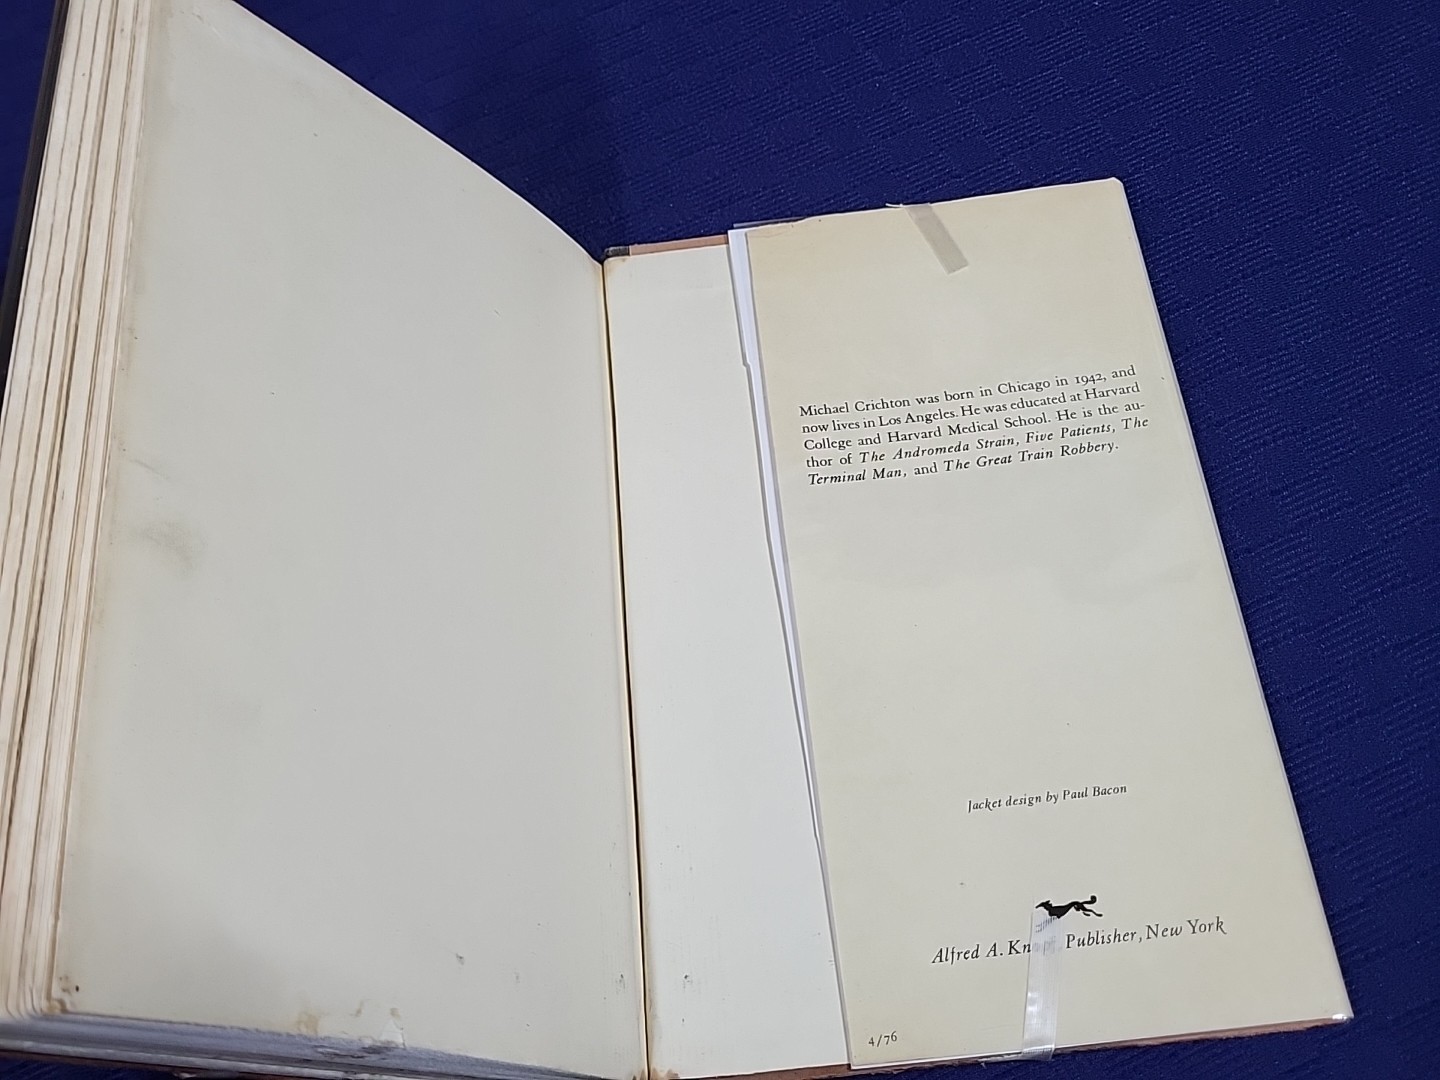 Michael Crichton was born in Chicago in 1942, and
now lives in Los Angeles. He was educated at Harvard
College and Harvard Medical School. He is the au-
thor of The Andromeda Strain, Five Patients, The
Terminal Man, and The Great Train Robbery.
Jacket design by Paul Bacon
Alfred A. Knopf, Publisher, New York
4/76